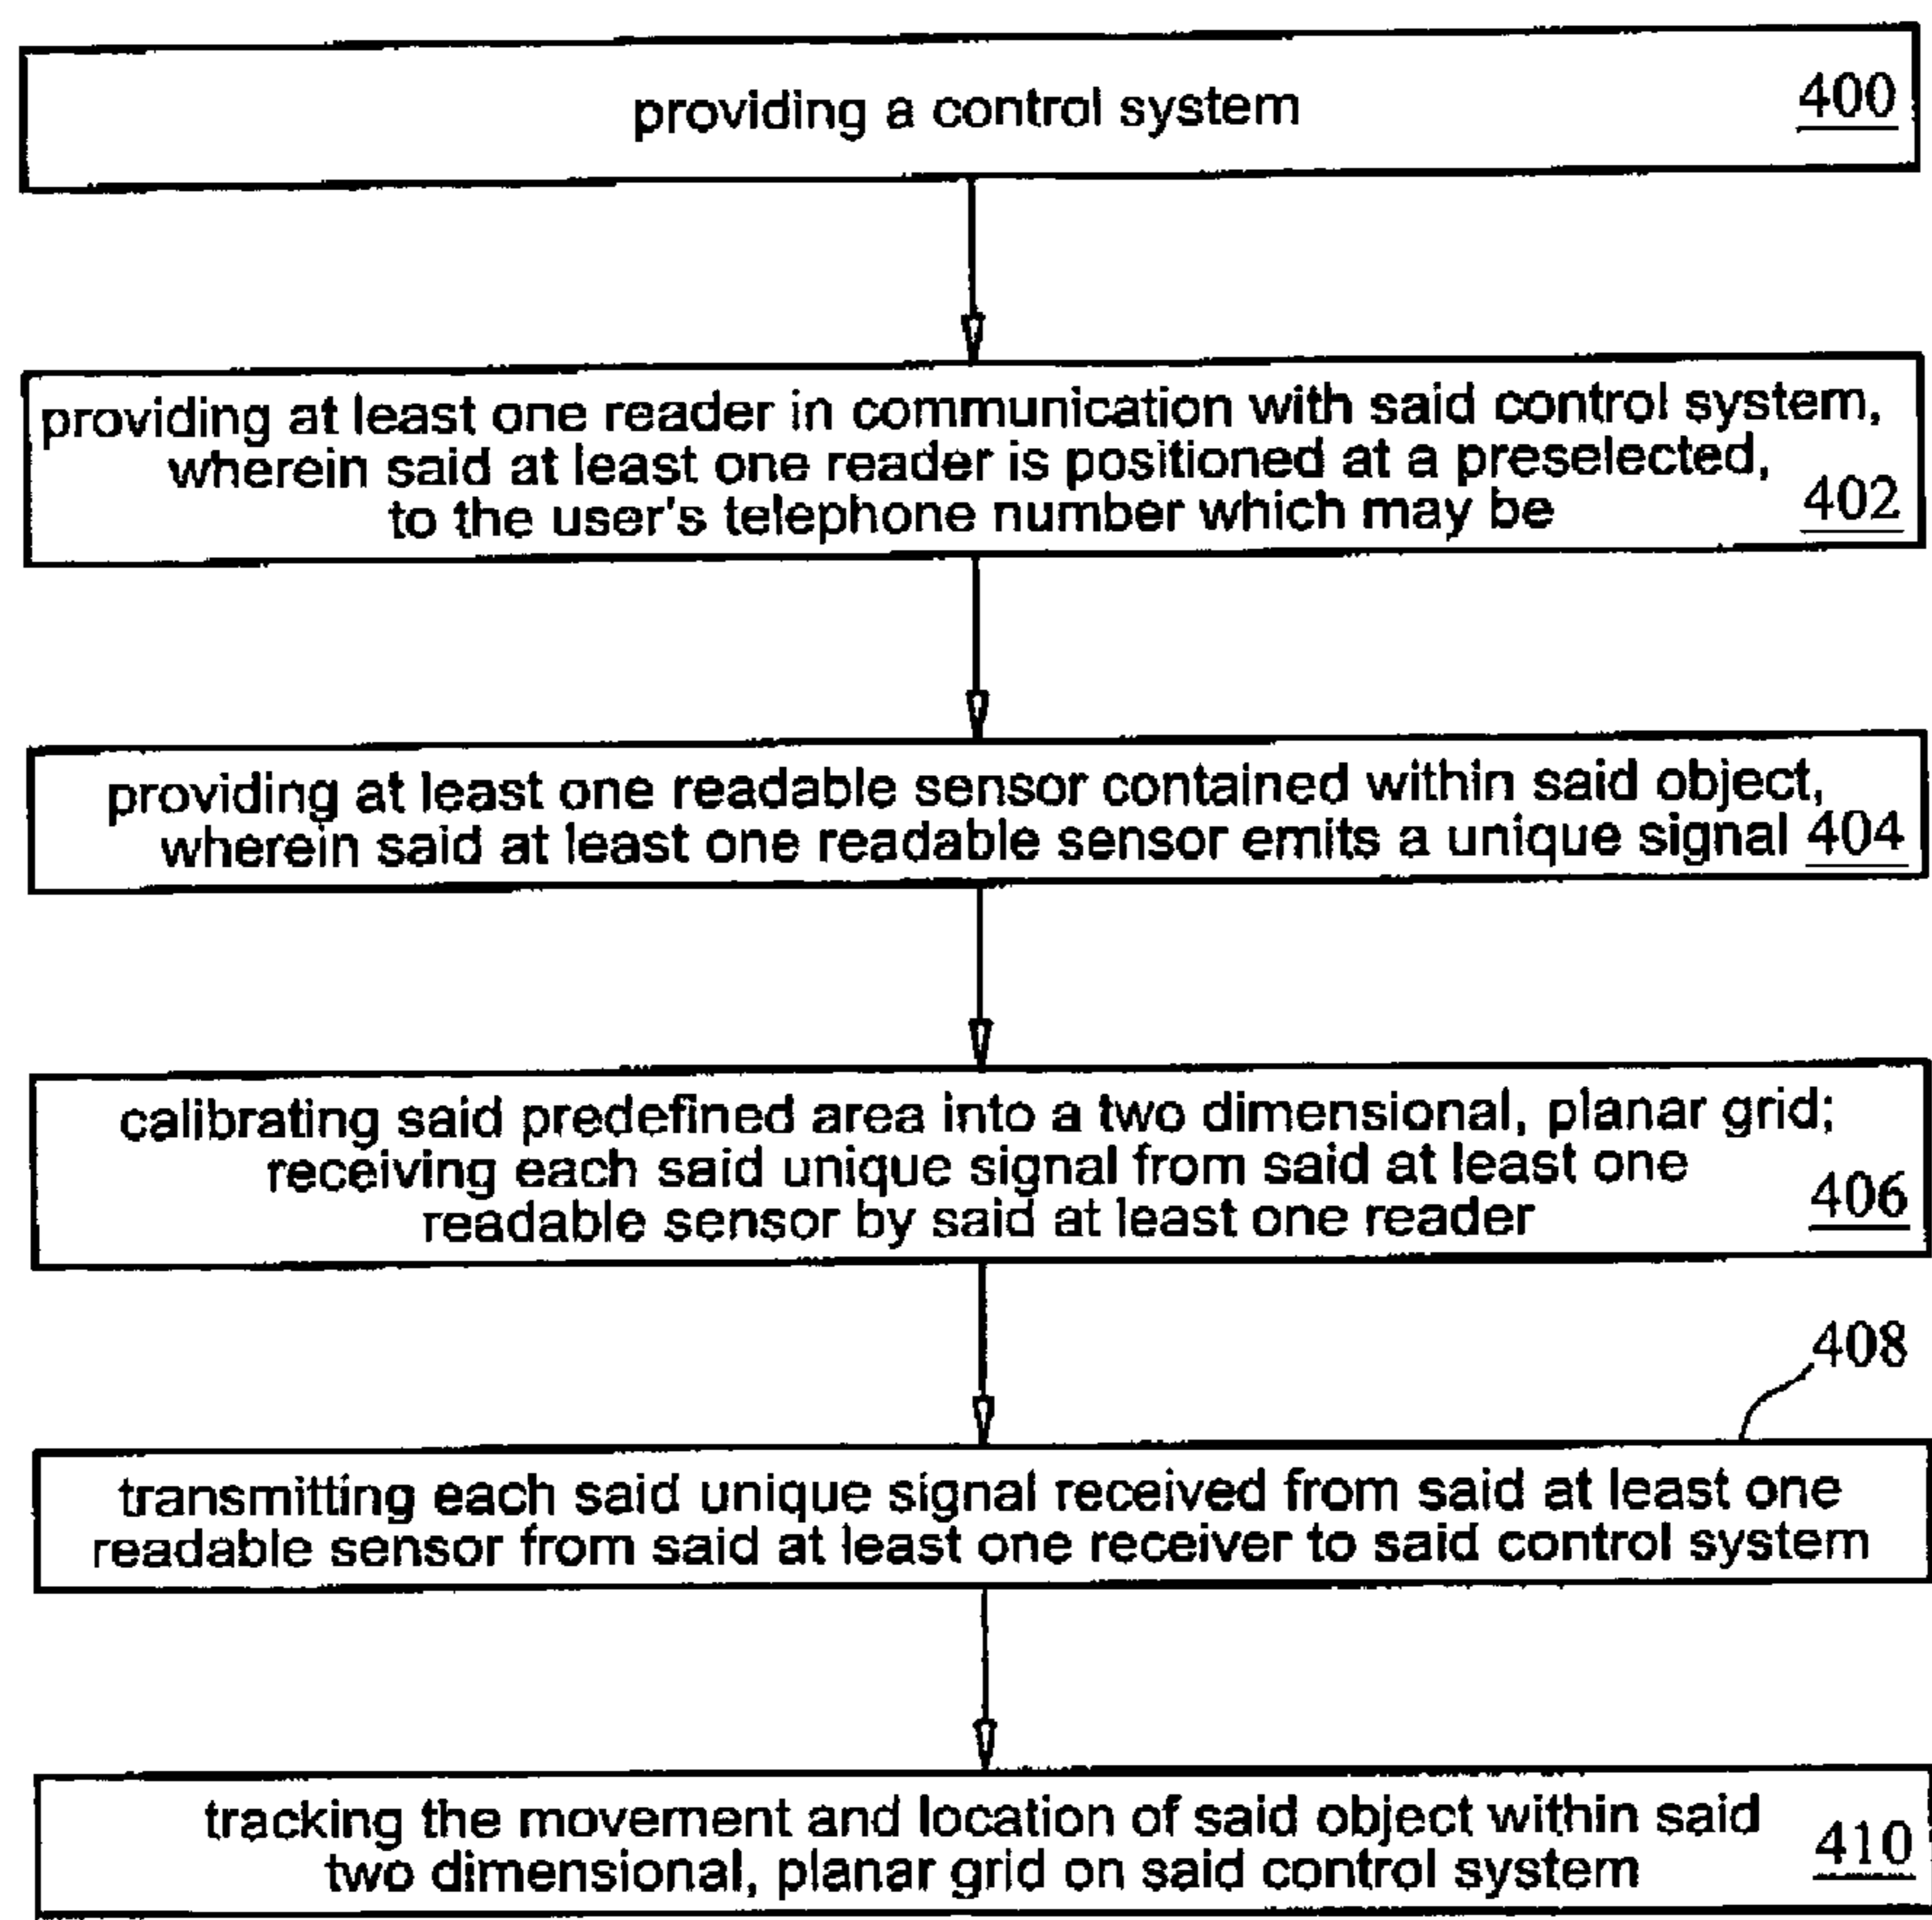 providing a control system
400
providing at least one reader in communication with said control system,
wherein said at least one reader is positioned at a preselected,
to the user's telephone number which may be
402
providing at least one readable sensor contained within said object,
wherein said at least one readable sensor emits a unique signal 404
calibrating said predefined area into a two dimensional, planar grid;
receiving each said unique signal from said at least one
readable sensor by said at least one reader
406
408
transmitting each said unique signal received from said at least one
readable sensor from said at least one receiver to said control system
tracking the movement and location of said object within said
two dimensional, planar grid on said control system
410